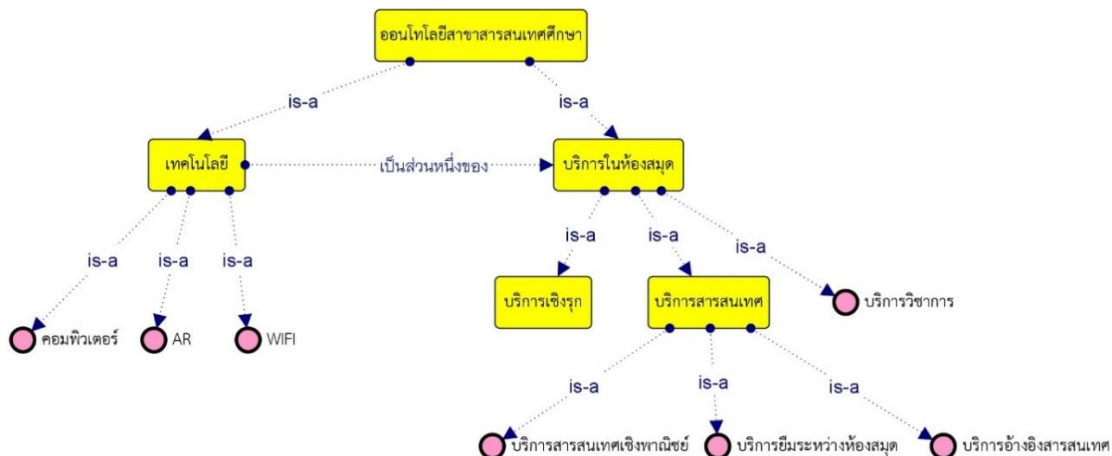 ออนโทโลยีสาขาสารสนเทศศึกษา
is-a
is-a
เทคโนโลยี
เป็นส่วนหนึ่งของ
บริการในห้องสมุด
is-a
is-a
is-a
is-a
is-a
is-a
บริการเชิงรุก
บริการสารสนเทศ
บริการวิชาการ
คอมพิวเตอร์
AR
WIFI
is-a
is-a
is-a
บริการสารสนเทศเชิงพาณิชย์
บริการยืมระหว่างห้องสมุด
บริการอ้างอิงสารสนเทศ